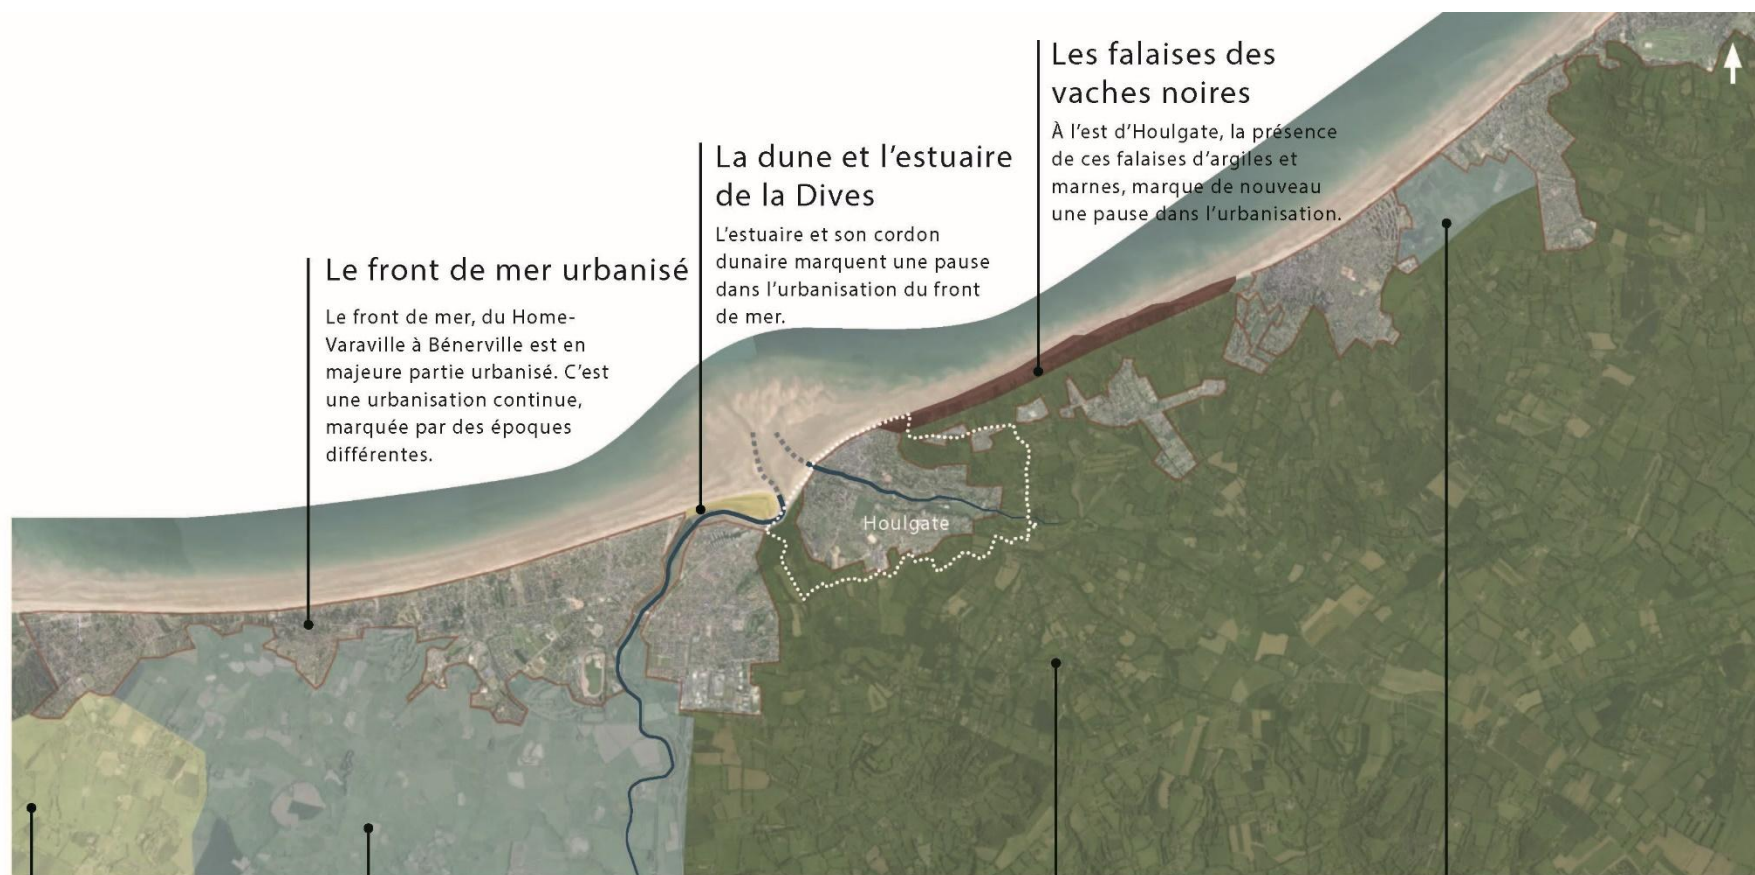 Les falaises des
vaches noires
À l’est d’Houlgate, la présence
de ces falaises d’argiles et
marnes, marque de nouveau
une pause dans l’urbanisation.
La dune et l’estuaire
de la Dives
L’estuaire et son cordon
dunaire marquent une pause
dans l’urbanisation du front
de mer.
Le front de mer urbanisé
Le front de mer, du Home-
Varaville à Bénerville est en
majeure partie urbanisé. C’est
une urbanisation continue,
marquée par des époques
différentes.
Houlgate